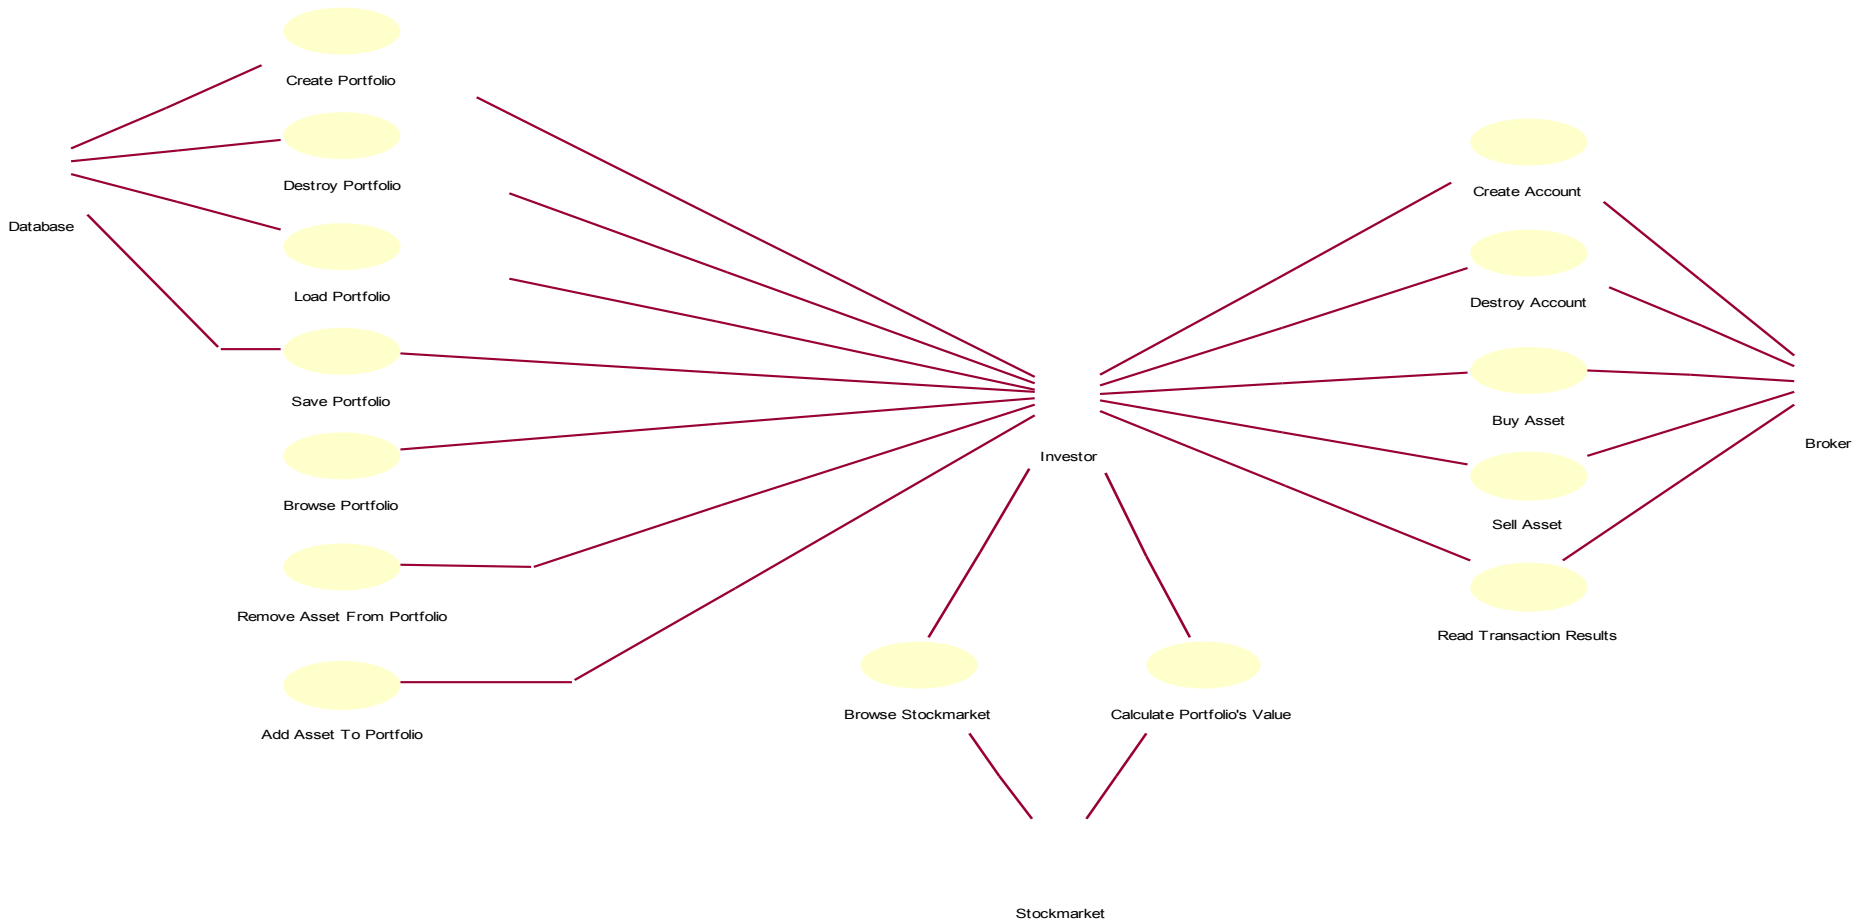 Create Portfolio
Destroy Portfolio
Create Account
Database
Load Portfolio
Destroy Account
Save Portfolio
Buy Asset
Broker
Investor
Browse Portfolio
Sell Asset
Remove Asset From Portfolio
Read Transaction Results
Browse Stockmarket
Calculate Portfolio's Value
Add Asset To Portfolio
Stockmarket